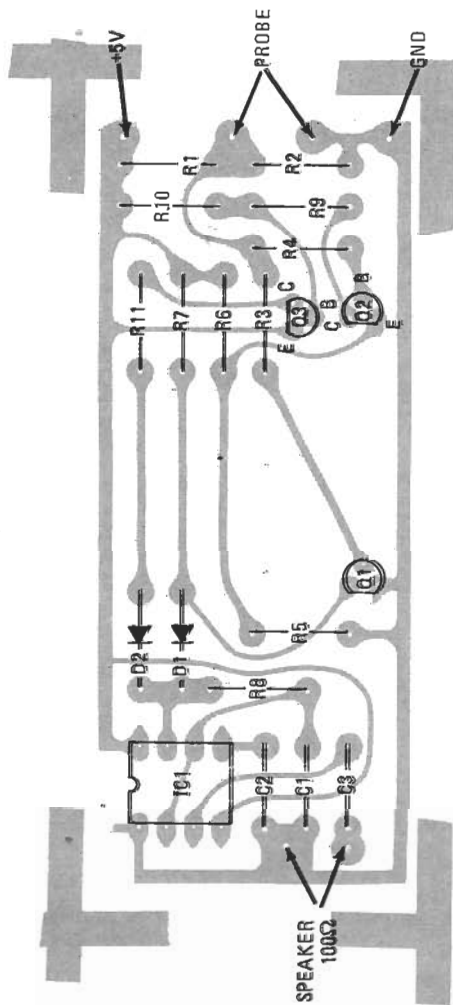 +5V
D2
R11
R10
D1
R7
PROBE
R1
IC1
R6
R8
C2
R3
E
C
R4
SPEAKER
100Ω
C1
R5
Q3
R2
C
B
R9
C3
Q1
Q2
B
E
GND